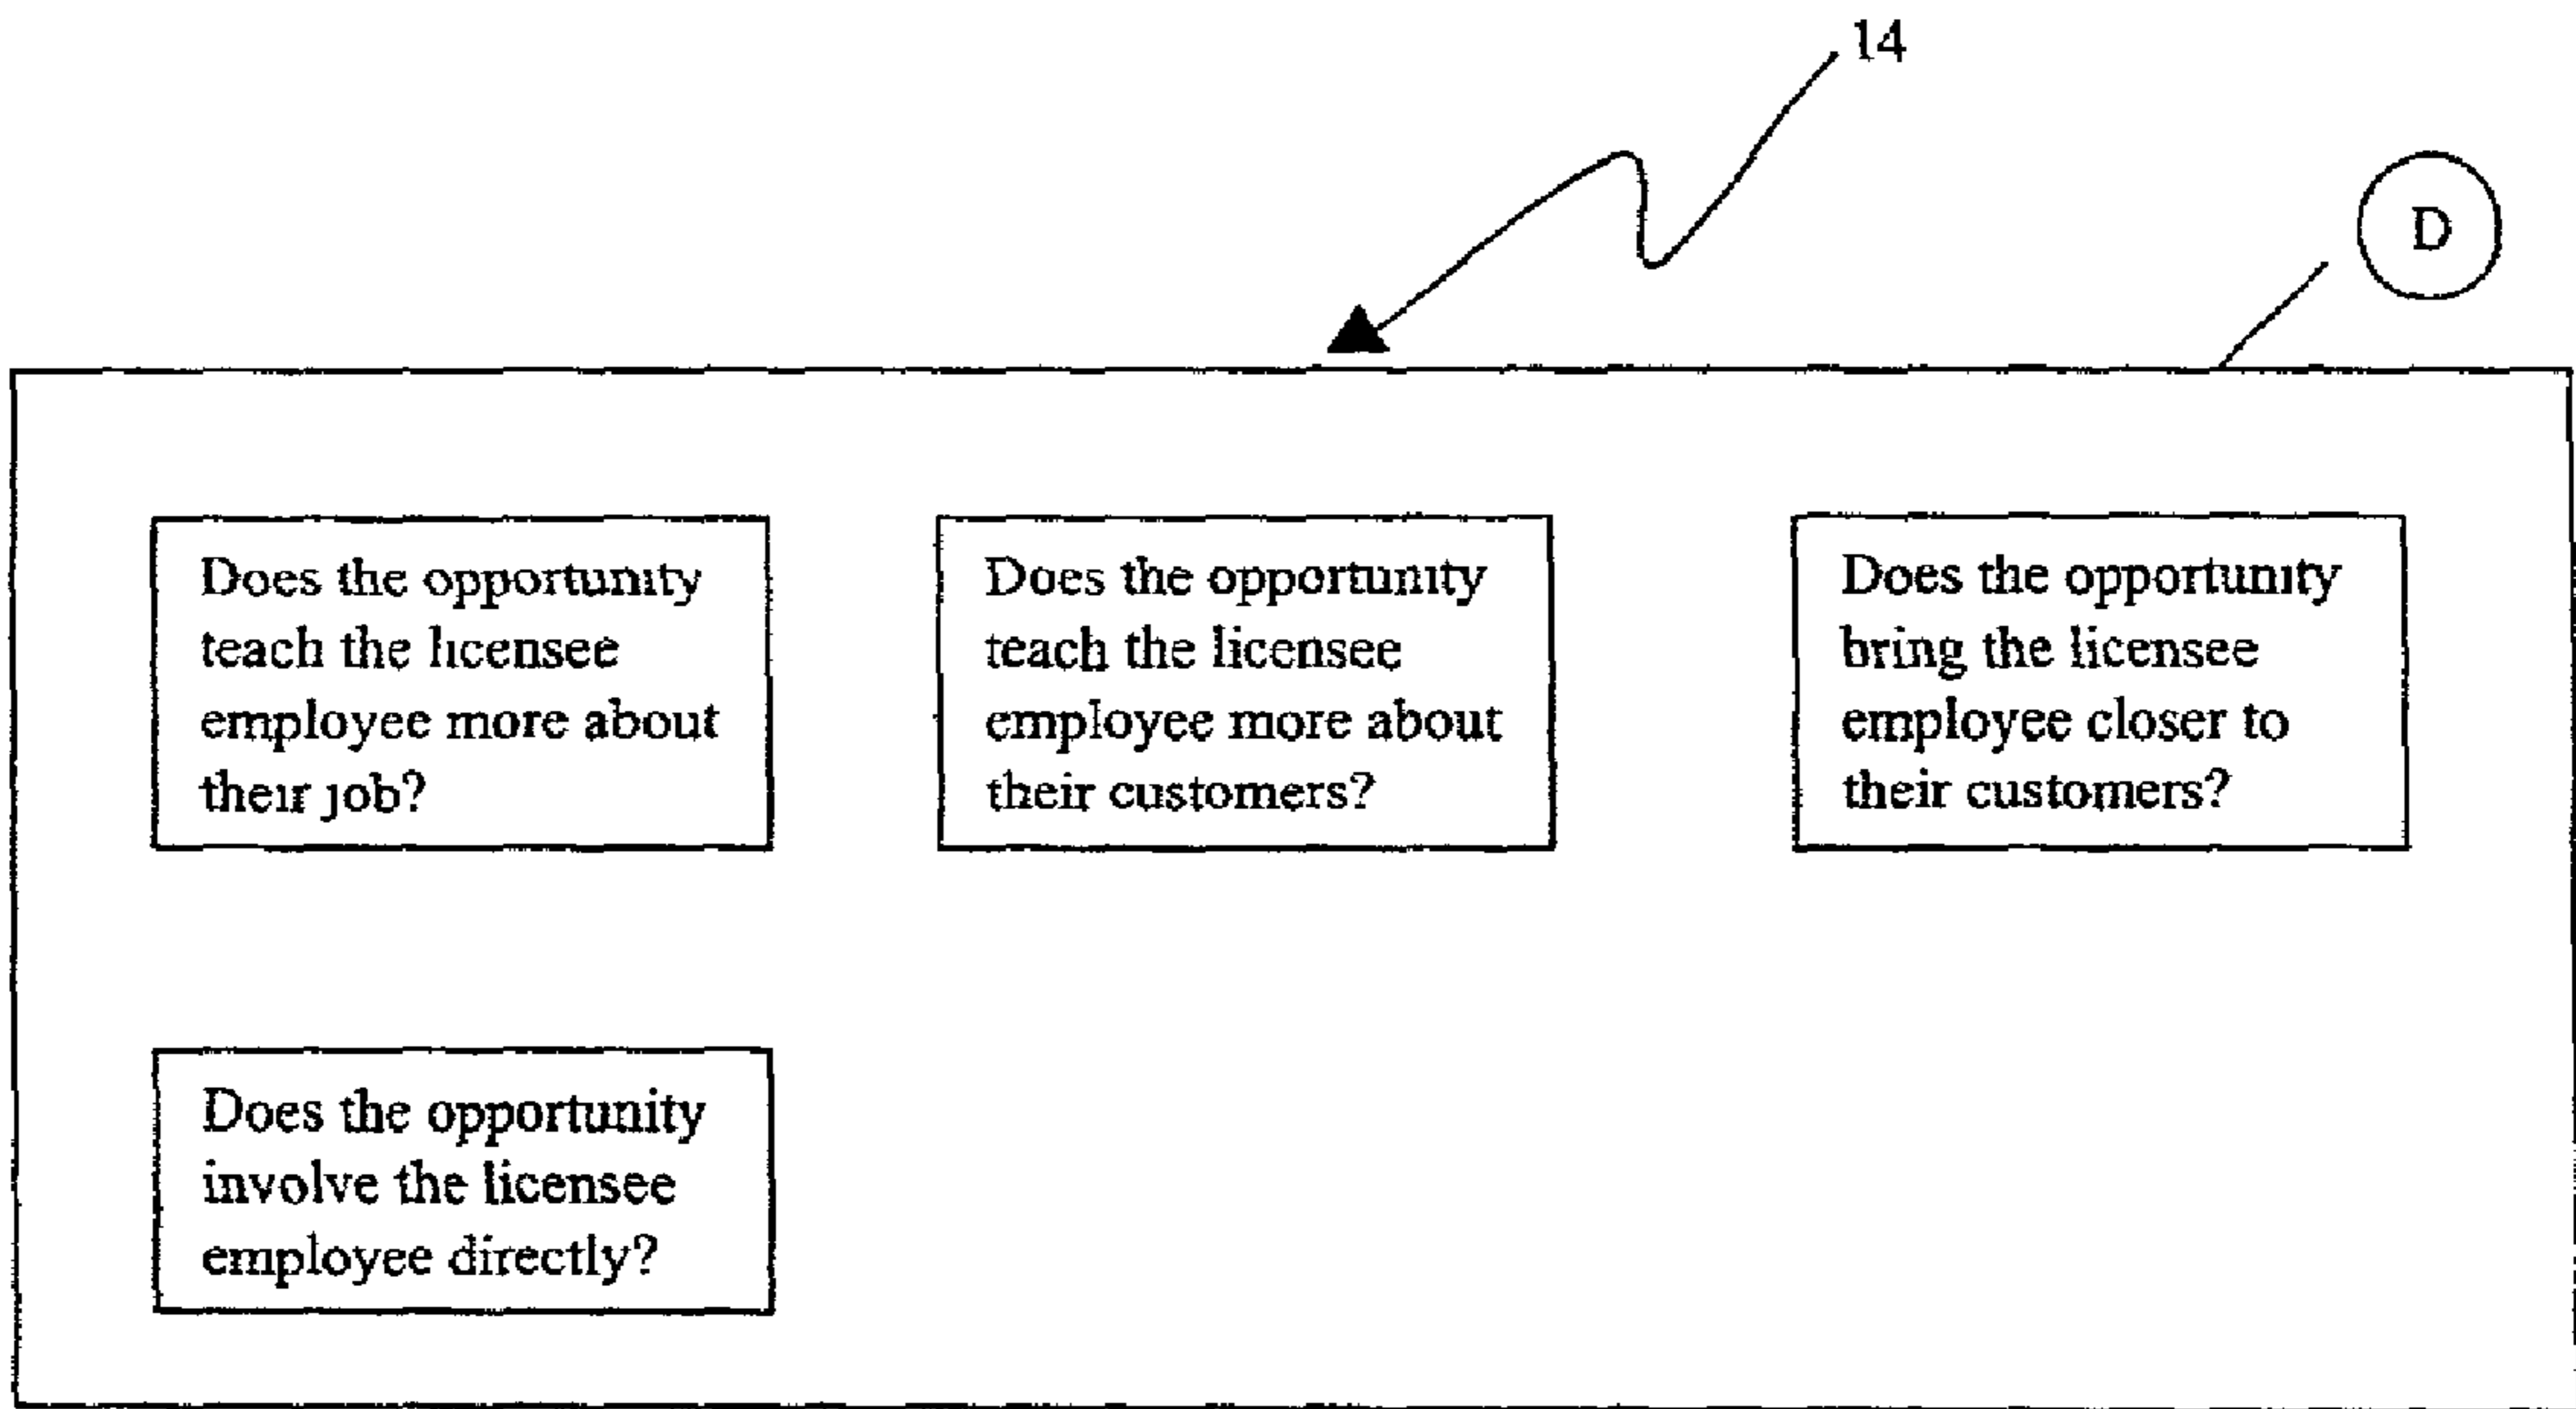 14
D
Does the opportunity
teach the licensee
employee more about
their job?
Does the opportunity
teach the licensee
employee more about
their customers?
Does the opportunity
bring the licensee
employee closer to
their customers?
Does the opportunity
involve the licensee
employee directly?